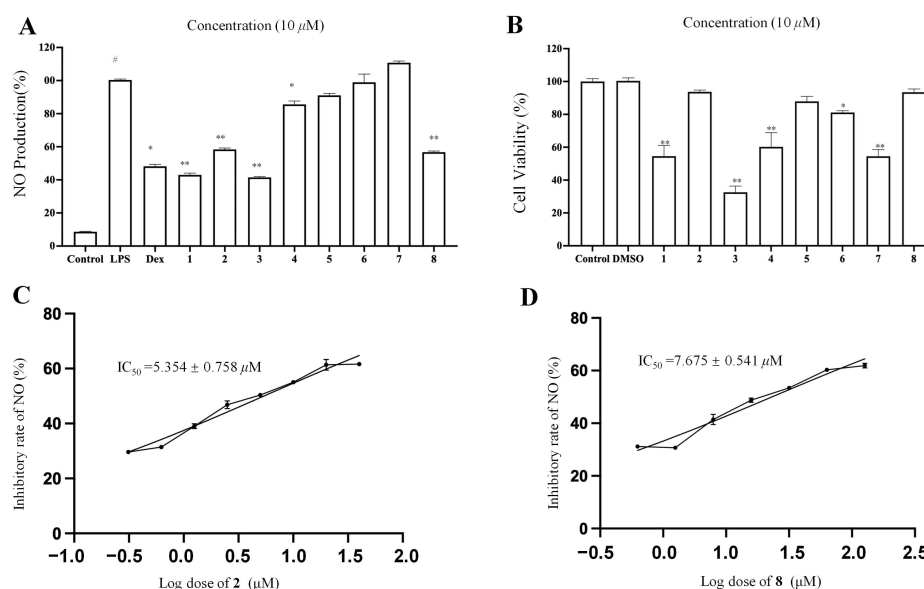 A
Concentration (10 µM)
NO Production(%)
120
00
80
60
40
20
0
#
*
**
**
**
*
**
Control LPS Dex 1 2 3 4 5 6 7 8
B
Concentration (10 µM)
Cell Viability (%)
120
100
80
60
40
20
0
**
**
**
*
**
Control DMSO 1 2 3 4 5 6 7 8
C
Inhibitory rate of NO (%)
80
60
40
20
0
IC50 =5.354 ± 0.758 µM
-1.0 -0.5 0.0 0.5 1.0 1.5 2.0
Log dose of 2 (µM)
D
Inhibitory rate of NO (%)
80
60
40
20
0
IC50 =7.675 ± 0.541 µM
-0.5 0.0 0.5 1.0 1.5 2.0 2.5
Log dose of 8 (µM)